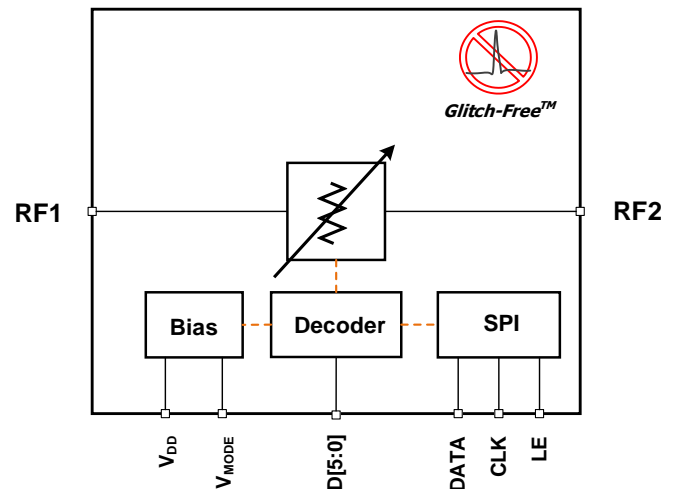 Glitch-Free™
RF1
RF2
Bias
Decoder
SPI
VDD
VMODE
D[5:0]
DATA
CLK
LE